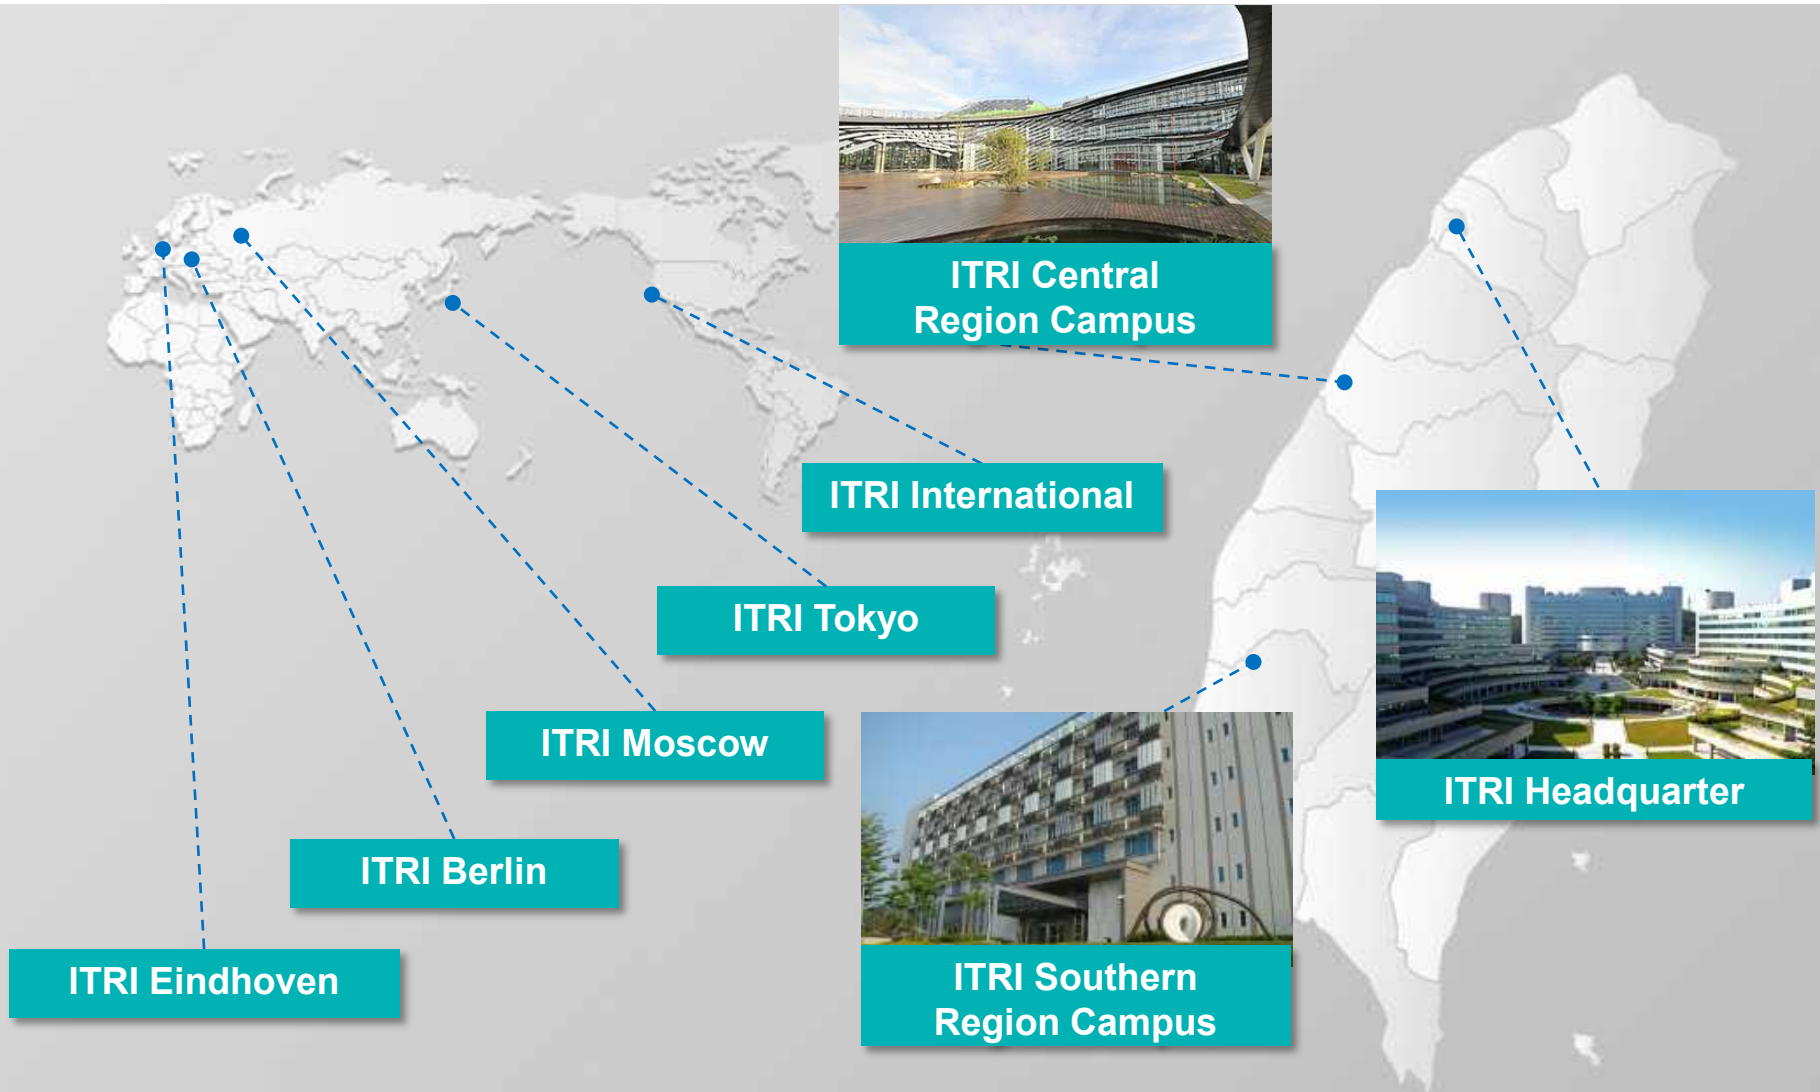 ITRI Central
Region Campus
ITRI International
ITRI Tokyo
ITRI Moscow
ITRI Headquarter
ITRI Berlin
ITRI Eindhoven
ITRI Southern
Region Campus